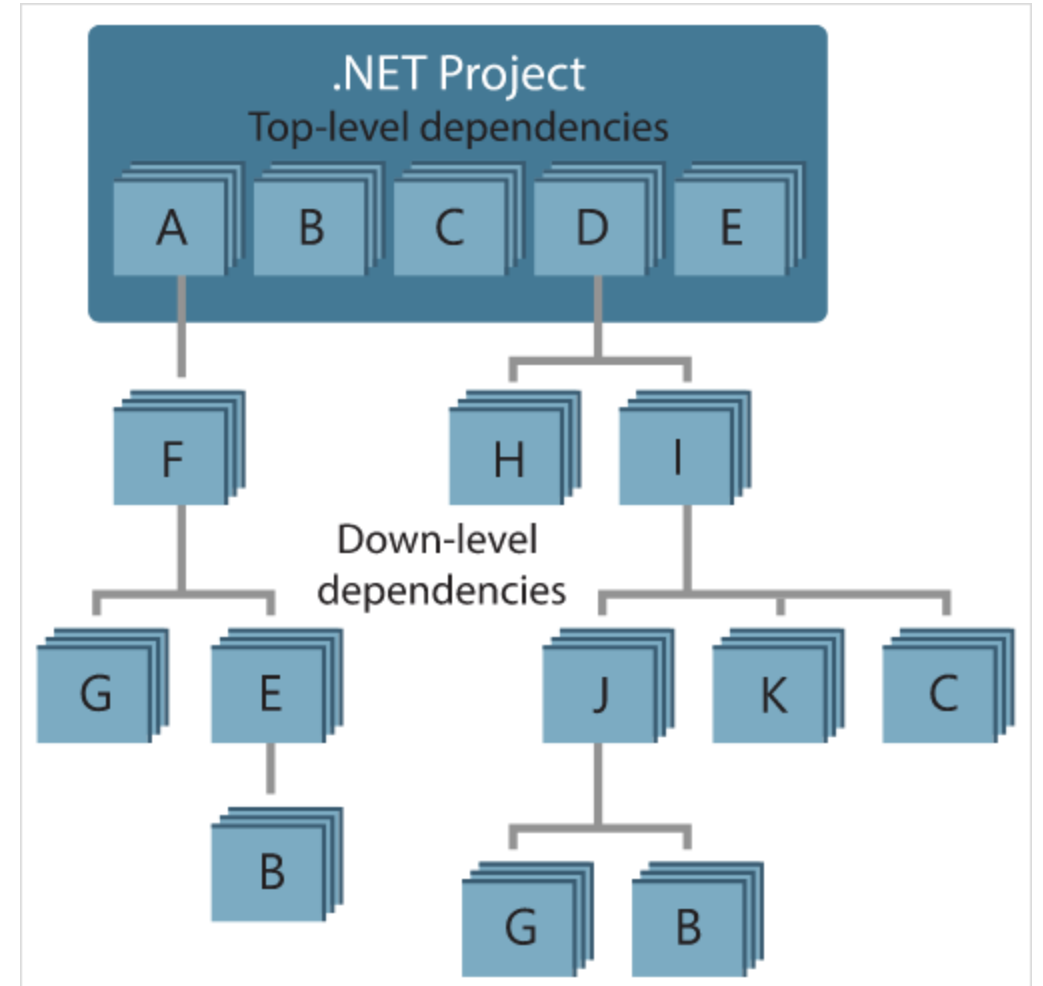 .NET Project
Top-level dependencies
A B C D E
F H I
Down-level
dependencies
G E J K C
B
G B